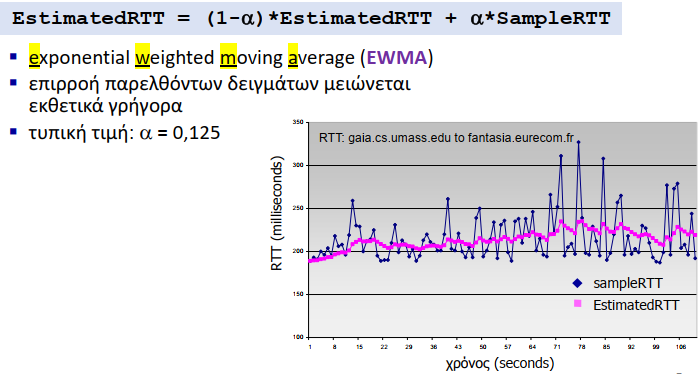 EstimatedRTT = (1-α)*EstimatedRTT + α*SampleRTT
▪ exponential weighted moving average (EWMA)
▪ επιρροή παρελθόντων δειγμάτων μειώνεται
εκθετικά γρήγορα
▪ τυπική τιμή: α = 0,125
RTT: gaia.cs.umass.edu to fantasia.eurecom.fr
RTT (milliseconds)
350
300
250
200
150
100
sampleRTT
EstimatedRTT
1 8 15 22 29 36 43 50 57 64 71 78 85 92 99 106
χρόνος (seconds)